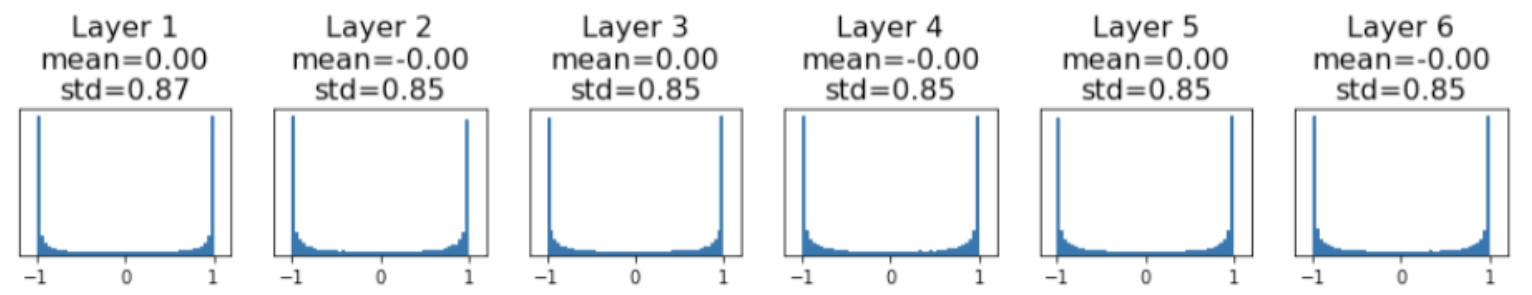 Layer 1
mean=0.00
std=0.87
−1 0 1
Layer 2
mean=-0.00
std=0.85
−1 0 1
Layer 3
mean=0.00
std=0.85
−1 0 1
Layer 4
mean=-0.00
std=0.85
−1 0 1
Layer 5
mean=0.00
std=0.85
−1 0 1
Layer 6
mean=-0.00
std=0.85
−1 0 1